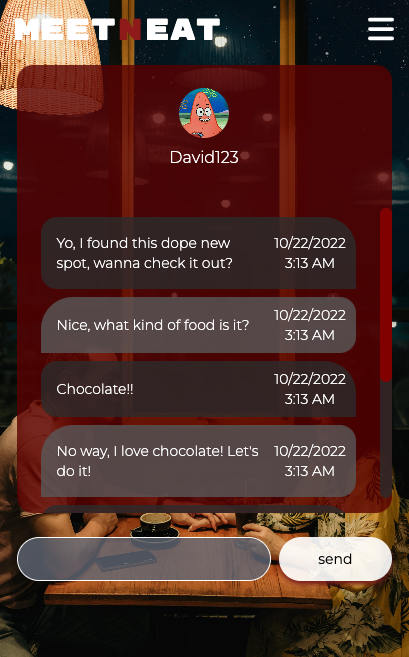 MEETNEAT
David123
Yo, I found this dope new
spot, wanna check it out?
10/22/2022
3:13 AM
Nice, what kind of food is it?
10/22/2022
3:13 AM
Chocolate!!
10/22/2022
3:13 AM
No way, I love chocolate! Let's
do it!
10/22/2022
3:13 AM
send